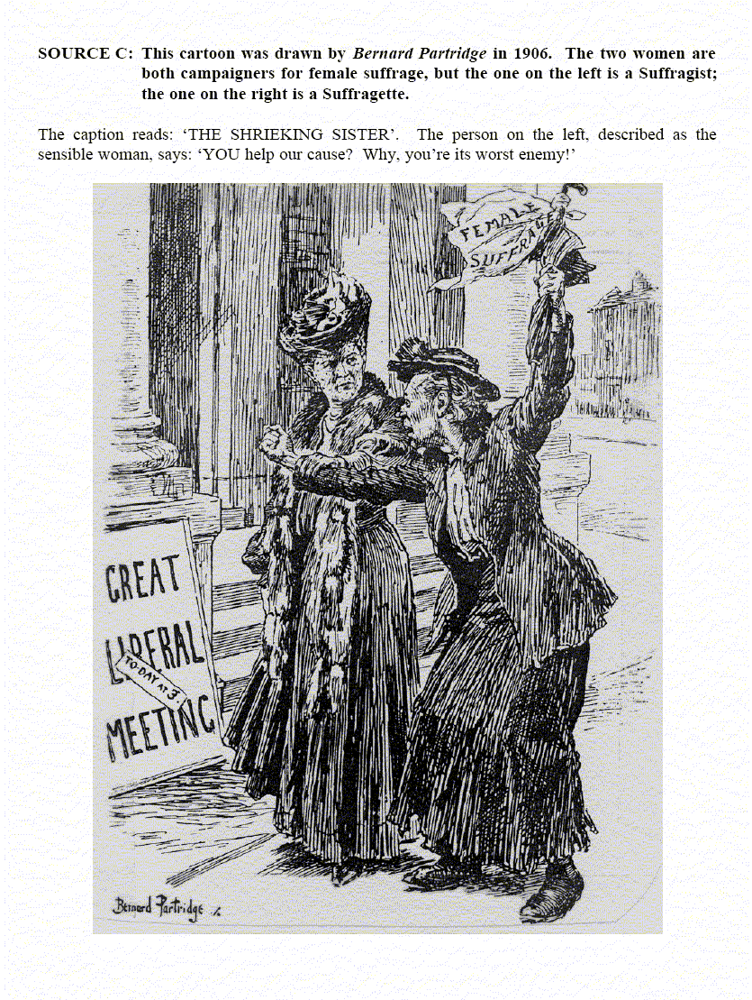 SOURCE C: This cartoon was drawn by Bernard Partridge in 1906. The two women are
both campaigners for female suffrage, but the one on the left is a Suffragist;
the one on the right is a Suffragette.
The caption reads: ‘THE SHRIEKING SISTER’. The person on the left, described as the
sensible woman, says: ‘YOU help our cause? Why, you’re its worst enemy!’
FEMALE
SUFFRAGE
GREAT
LIBERAL
TO-DAY AT 3.
MEETING
Bernard Partridge